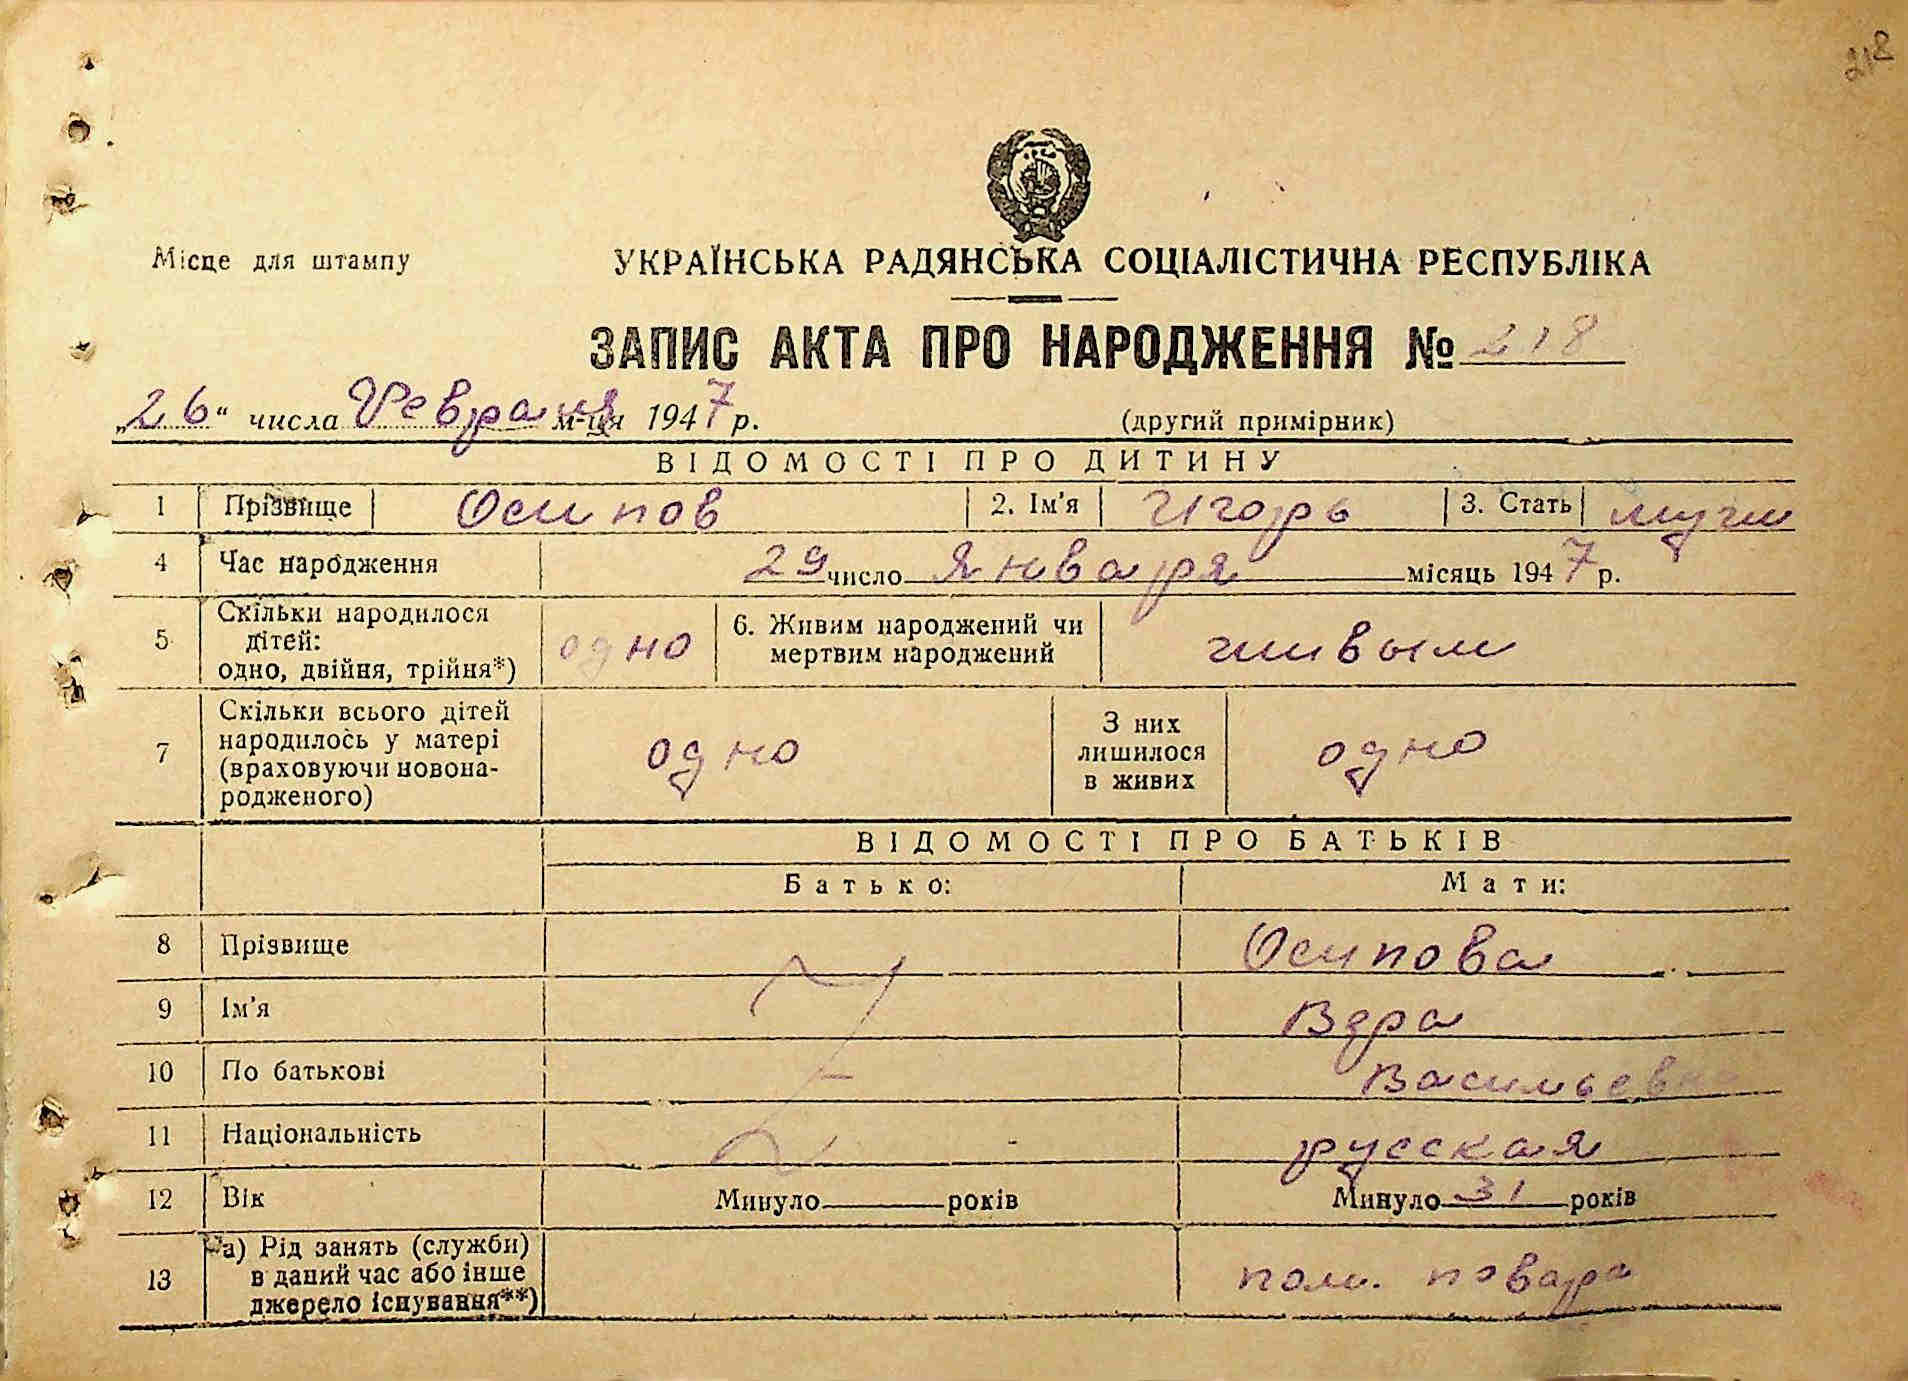 218
Місце для штампу
УКРАЇНСЬКА РАДЯНСЬКА СОЦІАЛІСТИЧНА РЕСПУБЛІКА
ЗАПИС АКТА ПРО НАРОДЖЕННЯ № 218
„26“ числа Февраля м-ця 1947 р. (другий примірник)
ВІДОМОСТІ ПРО ДИТИНУ
1 Прізвище Осипов 2. Ім'я Игорь 3. Стать муж
4 Час народження 29 число Января місяць 1947 р.
5 Скільки народилося дітей: одно, двійня, трійня*) одно 6. Живим народжений чи мертвим народжений живым
7 Скільки всього дітей народилось у матері (враховуючи новонародженого) одно З них лишилося в живих одно
ВІДОМОСТІ ПРО БАТЬКІВ
Батько: Мати:
8 Прізвище Осипова
9 Ім'я Вера
10 По батькові Васильевна
11 Національність русская
12 Вік Минуло років Минуло 31 років
13 а) Рід занять (служби) в даний час або інше джерело існування**) пом. повара